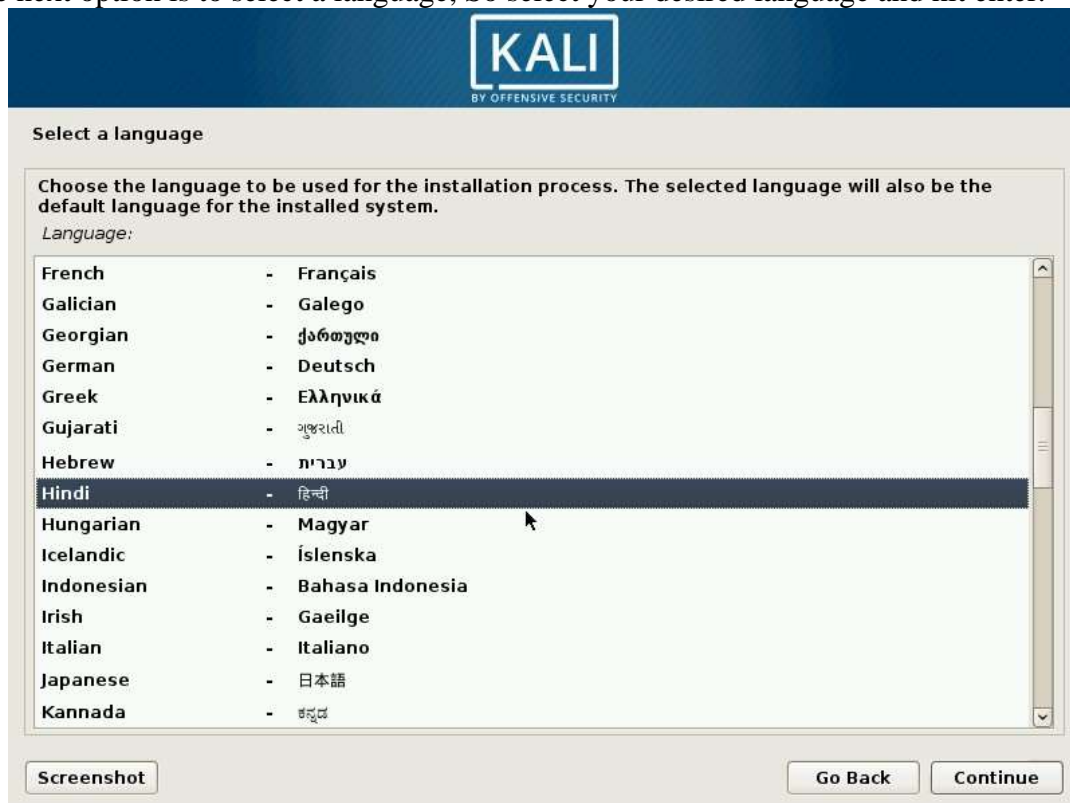 next option is to select a language, So select your desired language and hit enter.
KALI
BY OFFENSIVE SECURITY
Select a language
Choose the language to be used for the installation process. The selected language will also be the
default language for the installed system.
Language:
French - Français
Galician - Galego
Georgian - ქართული
German - Deutsch
Greek - Ελληνικά
Gujarati - ગુજરાતી
Hebrew - עברית
Hindi - हिन्दी
Hungarian - Magyar
Icelandic - Íslenska
Indonesian - Bahasa Indonesia
Irish - Gaeilge
Italian - Italiano
Japanese - 日本語
Kannada - ಕನ್ನಡ
Screenshot Go Back Continue